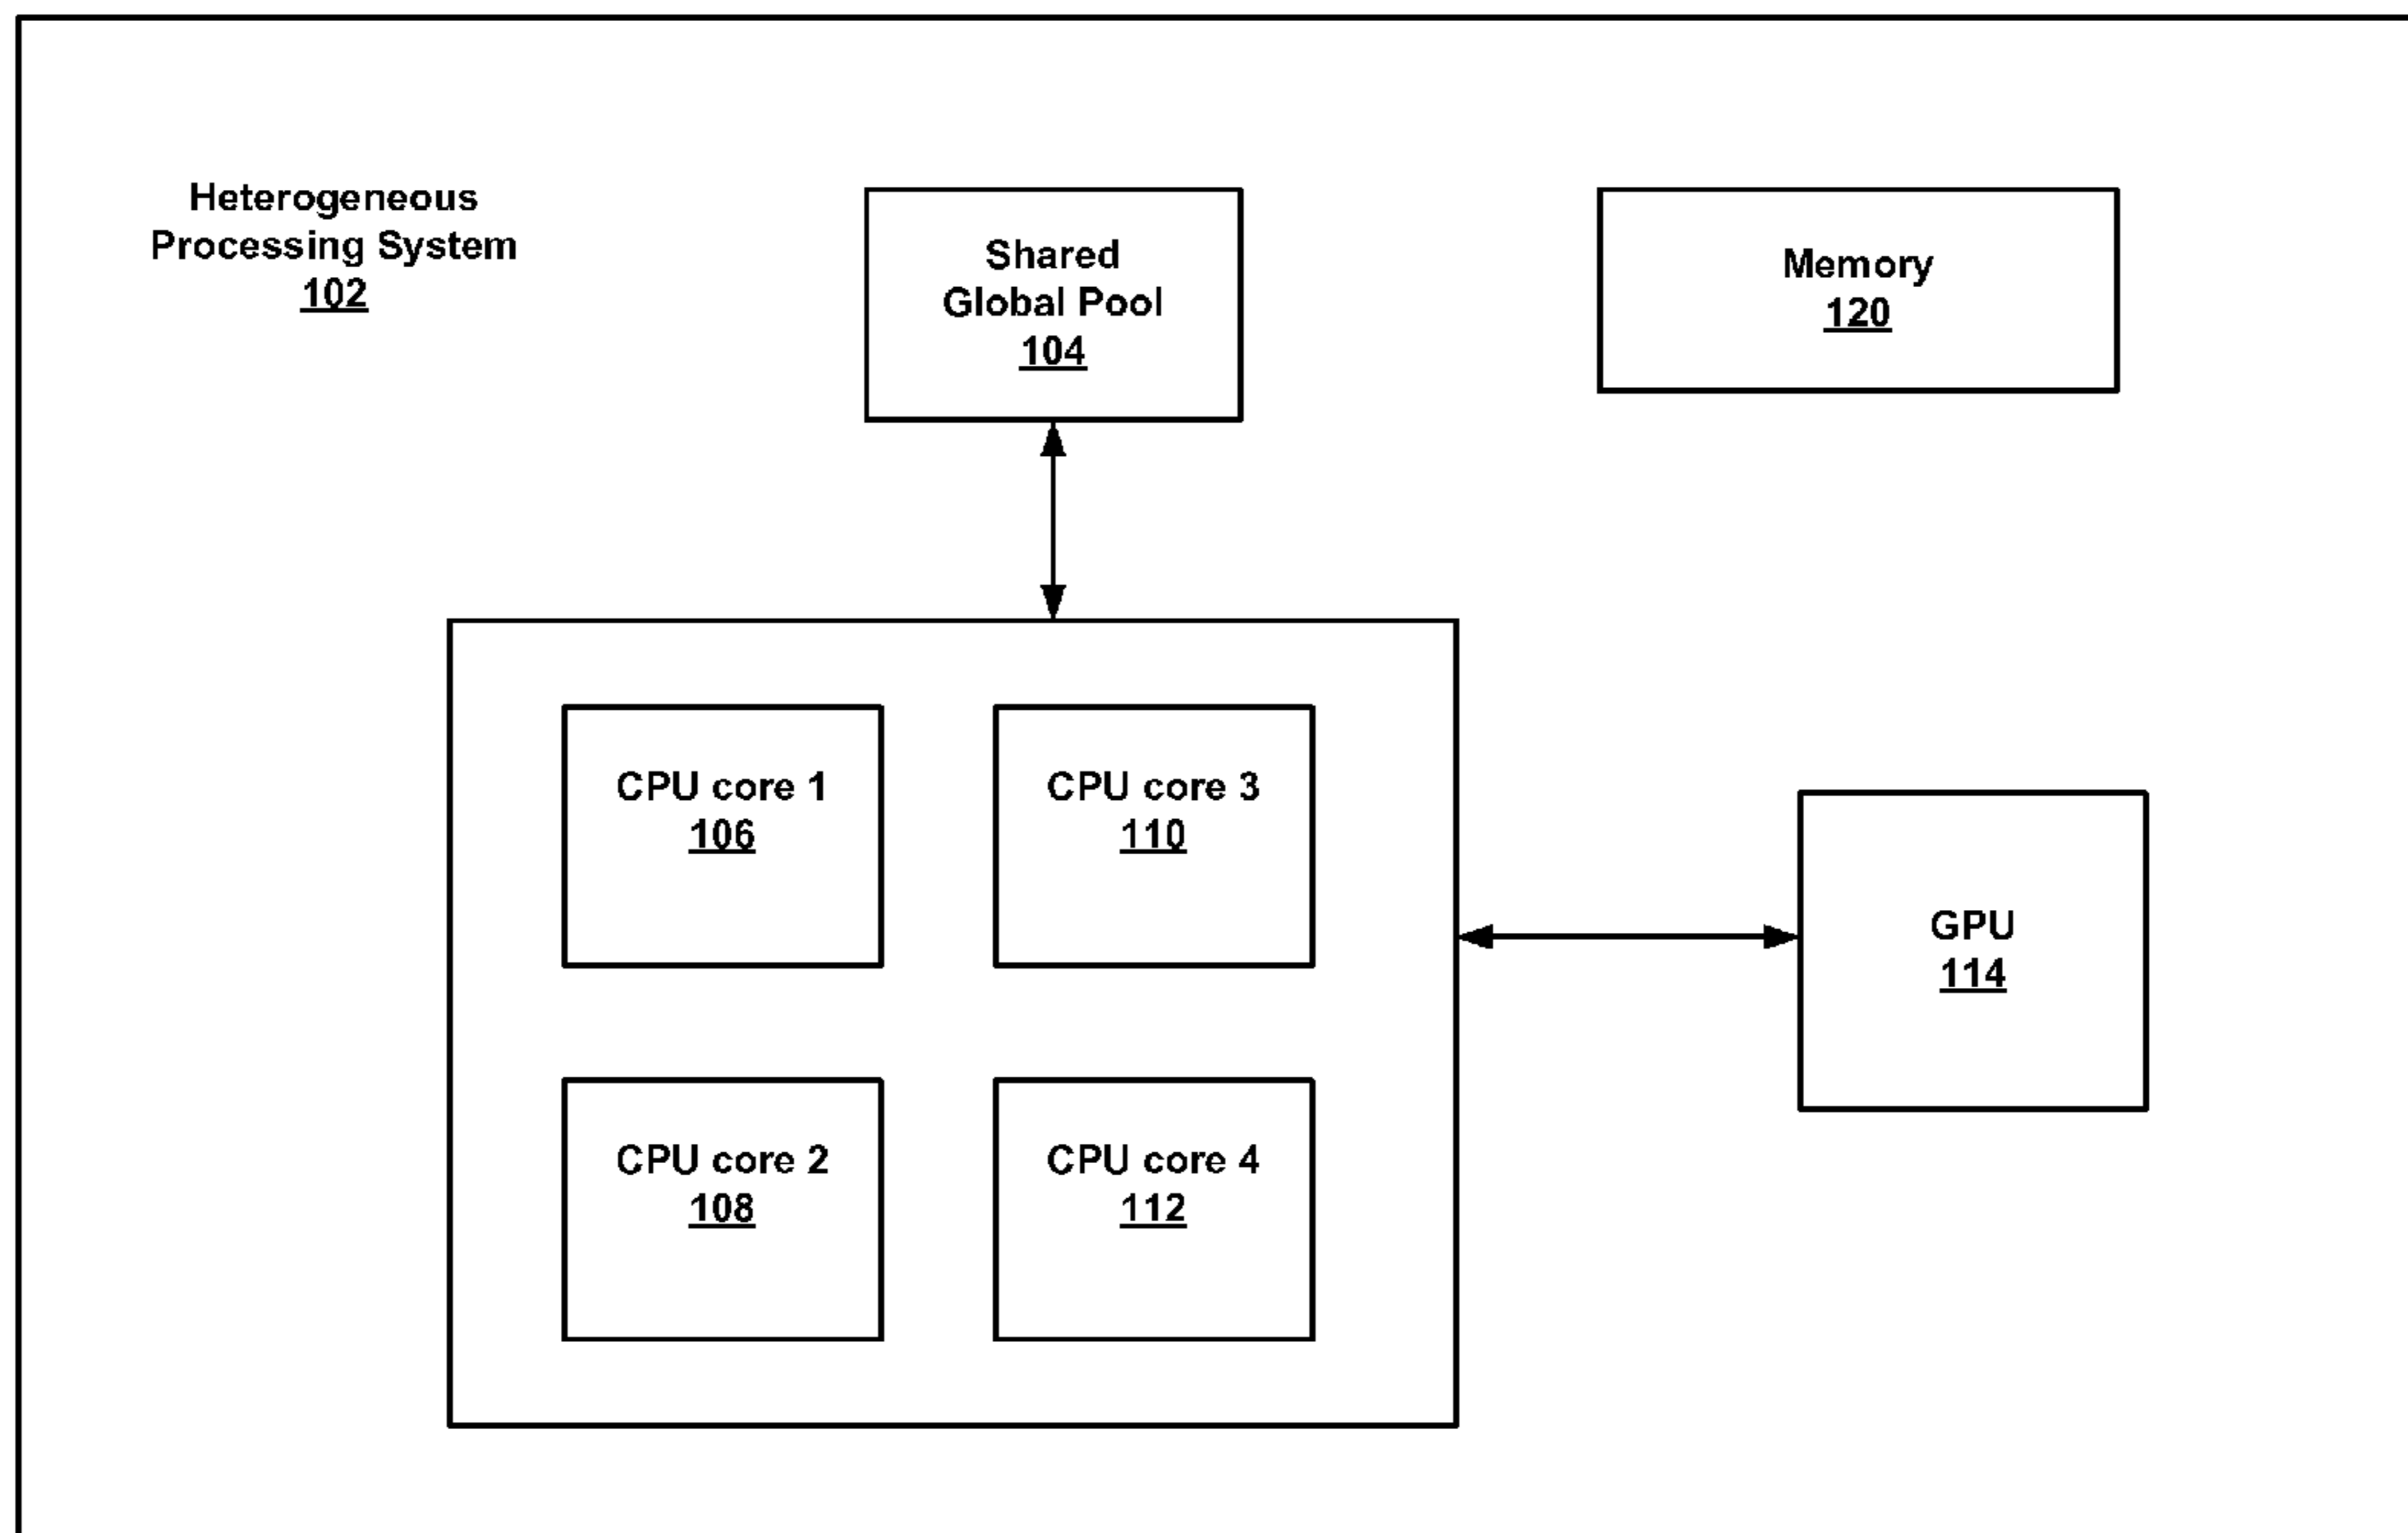 Heterogeneous
Processing System
102
Shared
Global Pool
104
Memory
120
CPU core 1
106
CPU core 3
110
CPU core 2
108
CPU core 4
112
GPU
114